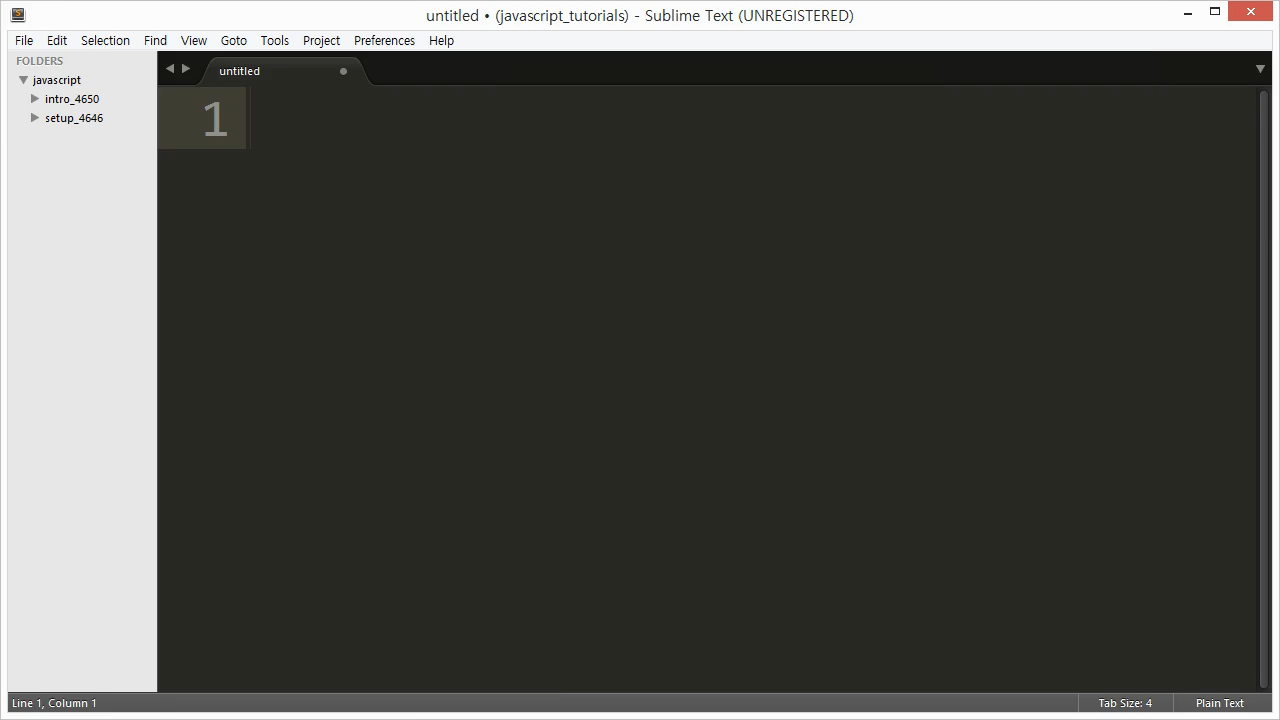 untitled • (javascript_tutorials) - Sublime Text (UNREGISTERED)
File Edit Selection Find View Goto Tools Project Preferences Help
FOLDERS
javascript
intro_4650
setup_4646
untitled
1
Line 1, Column 1
Tab Size: 4
Plain Text